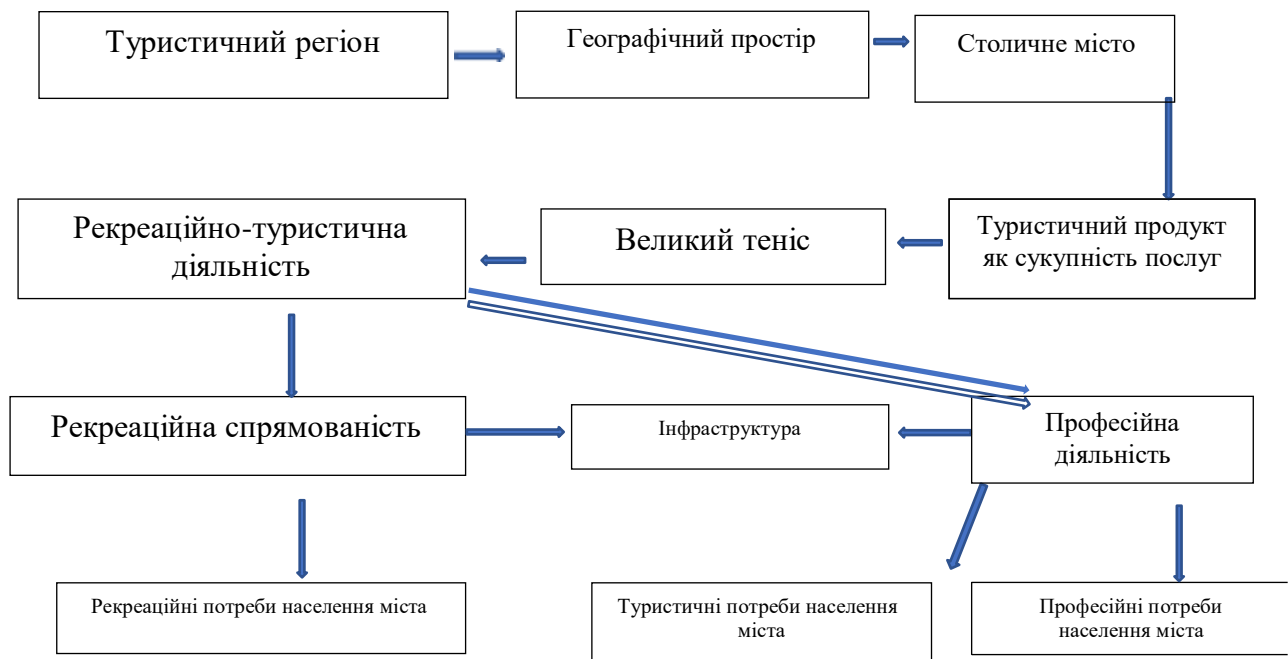 Туристичний регіон
Географічний простір
Столичне місто
Рекреаційно-туристична
діяльність
Великий теніс
Туристичний продукт
як сукупність послуг
Рекреаційна спрямованість
Інфраструктура
Професійна
діяльність
Рекреаційні потреби населення міста
Туристичні потреби населення
міста
Професійні потреби
населення міста